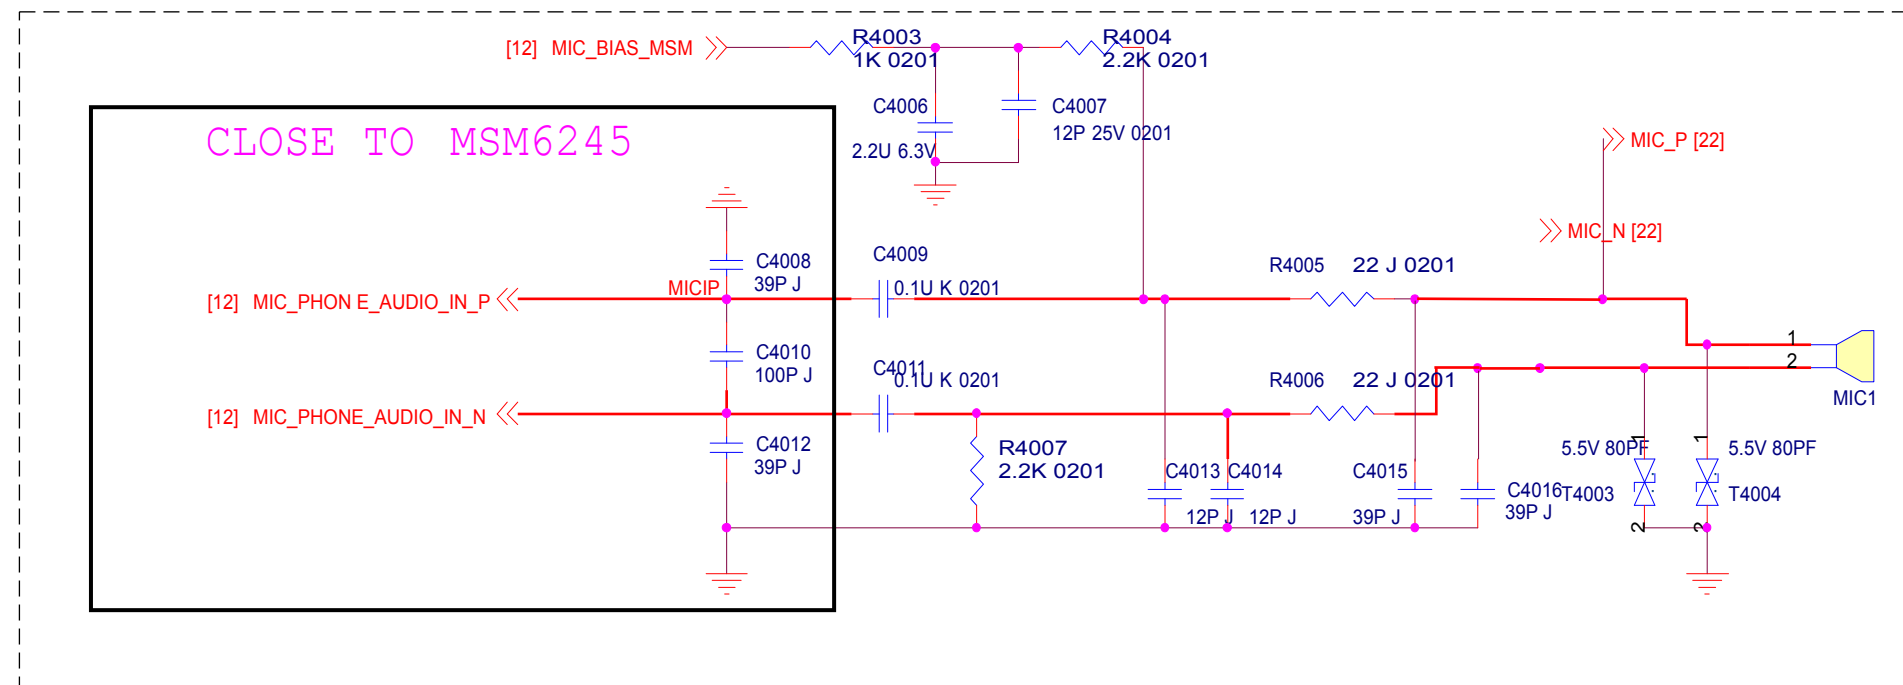 [12] MIC_BIAS_MSM
R4003
1K 0201
R4004
2.2K 0201
C4006
2.2U 6.3V
C4007
12P 25V 0201
CLOSE TO MSM6245
MIC_P [22]
MIC_N [22]
C4008
39P J
C4009
0.1U K 0201
R4005 22 J 0201
[12] MIC_PHON E_AUDIO_IN_P
MICIP
C4010
100P J
C4011
0.1U K 0201
R4006 22 J 0201
1
2
MIC1
[12] MIC_PHONE_AUDIO_IN_N
C4012
39P J
R4007
2.2K 0201
C4013
12P J
C4014
12P J
C4015
39P J
C4016
39P J
5.5V 80PF
T4003
1
2
5.5V 80PF
T4004
1
2